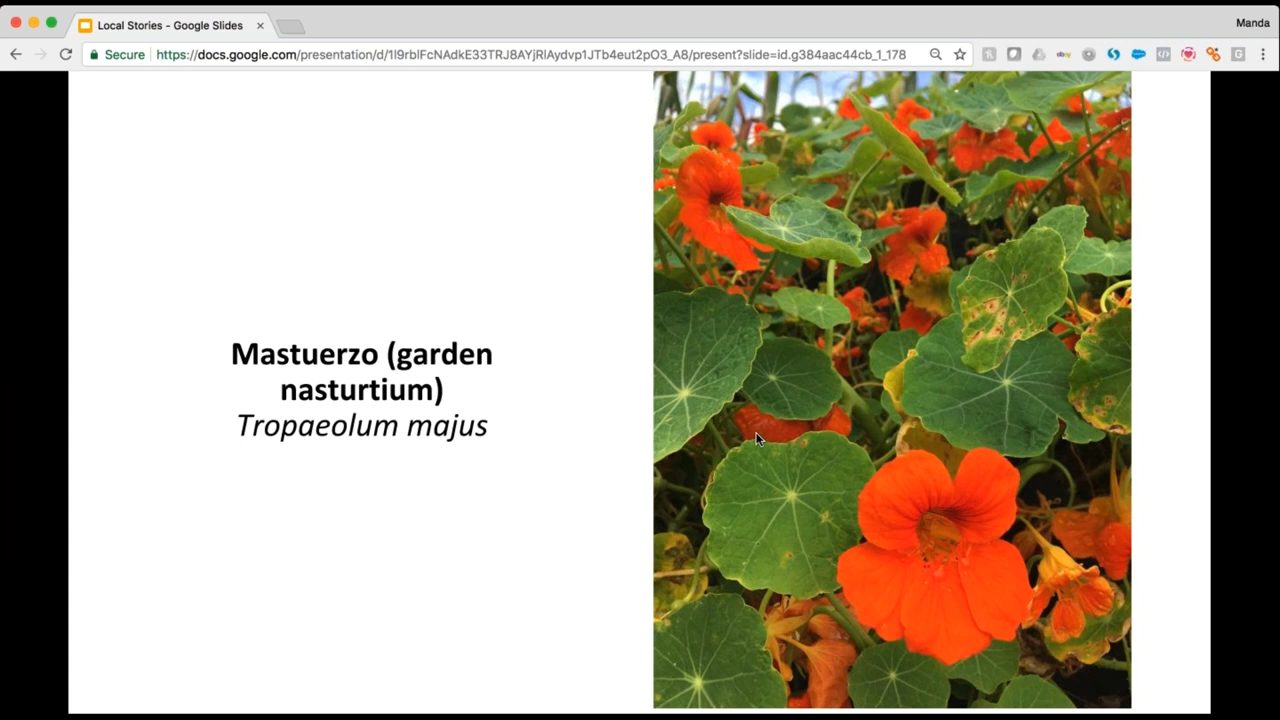 Local Stories - Google Slides
Manda
Secure
https://docs.google.com/presentation/d/1l9rblFcNAdkE33TRJ8AYjRlAydvp1JTb4eut2pO3_A8/present?slide=id.g384aac44cb_1_178
Mastuerzo (garden
nasturtium)
Tropaeolum majus